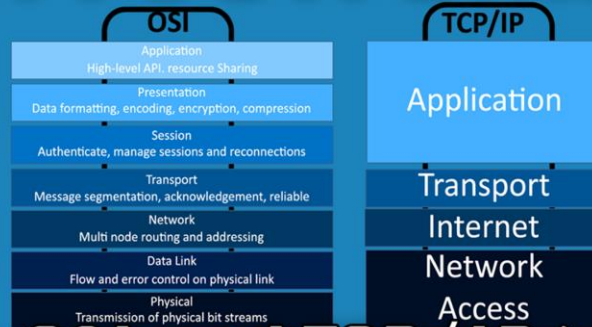 OSI
Application
High-level API. resource Sharing
Presentation
Data formatting, encoding, encryption, compression
Session
Authenticate, manage sessions and reconnections
Transport
Message segmentation, acknowledgement, reliable
Network
Multi node routing and addressing
Data Link
Flow and error control on physical link
Physical
Transmission of physical bit streams
TCP/IP
Application
Transport
Internet
Network
Access